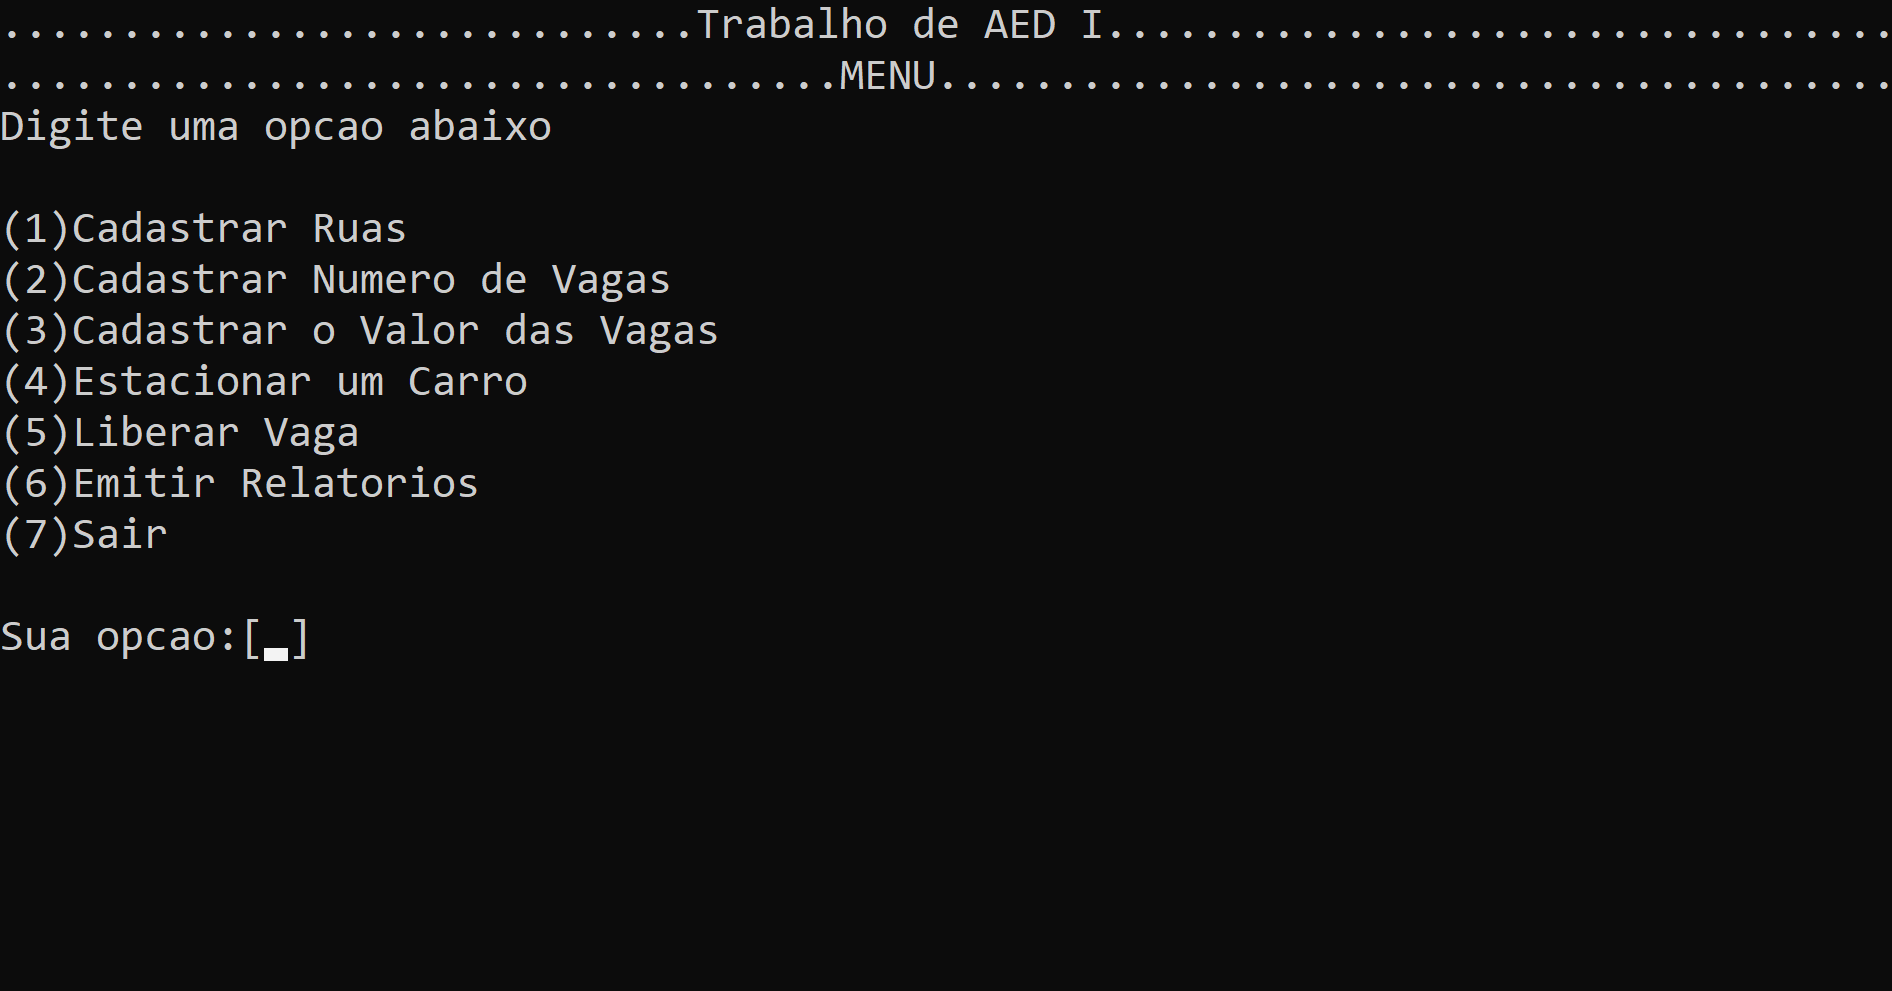 .............................Trabalho de AED I.................................
...................................MENU........................................
Digite uma opcao abaixo
(1)Cadastrar Ruas
(2)Cadastrar Numero de Vagas
(3)Cadastrar o Valor das Vagas
(4)Estacionar um Carro
(5)Liberar Vaga
(6)Emitir Relatorios
(7)Sair
Sua opcao:[_]